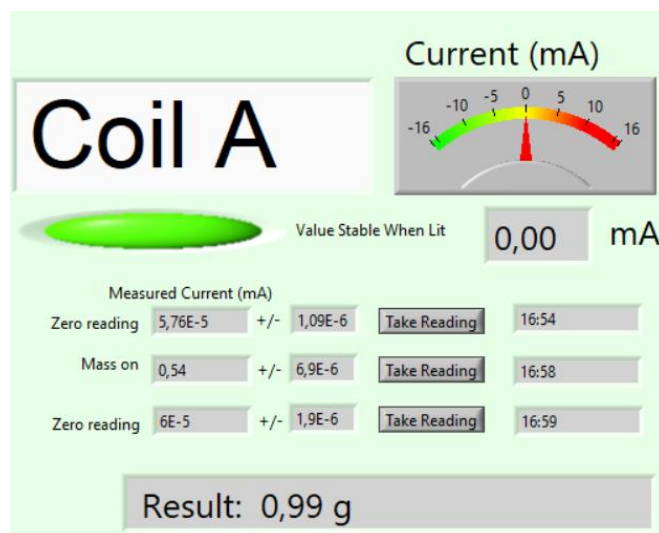 Current (mA)
Coil A
-16 -10 -5 0 5 10 16
Value Stable When Lit 0,00 mA
Measured Current (mA)
Zero reading 5,76E-5 +/- 1,09E-6 Take Reading 16:54
Mass on 0,54 +/- 6,9E-6 Take Reading 16:58
Zero reading 6E-5 +/- 1,9E-6 Take Reading 16:59
Result: 0,99 g